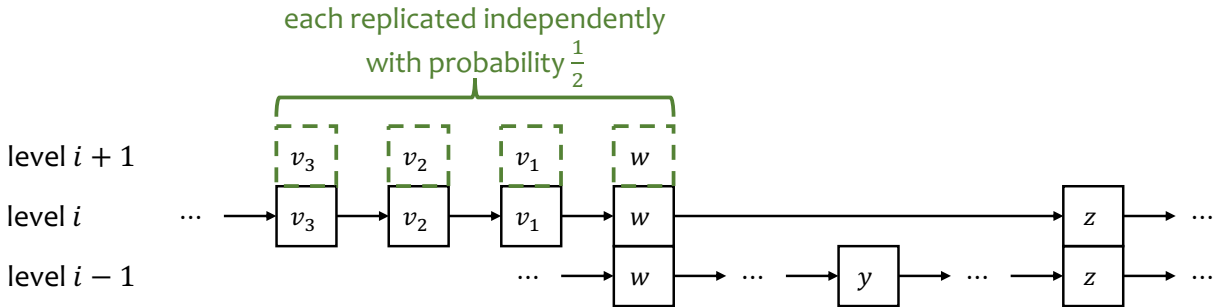 each replicated independently
with probability 1/2
level i + 1 v₃ v₂ v₁ w
level i ... v₃ v₂ v₁ w z ...
level i − 1 ... w ... y ... z ...